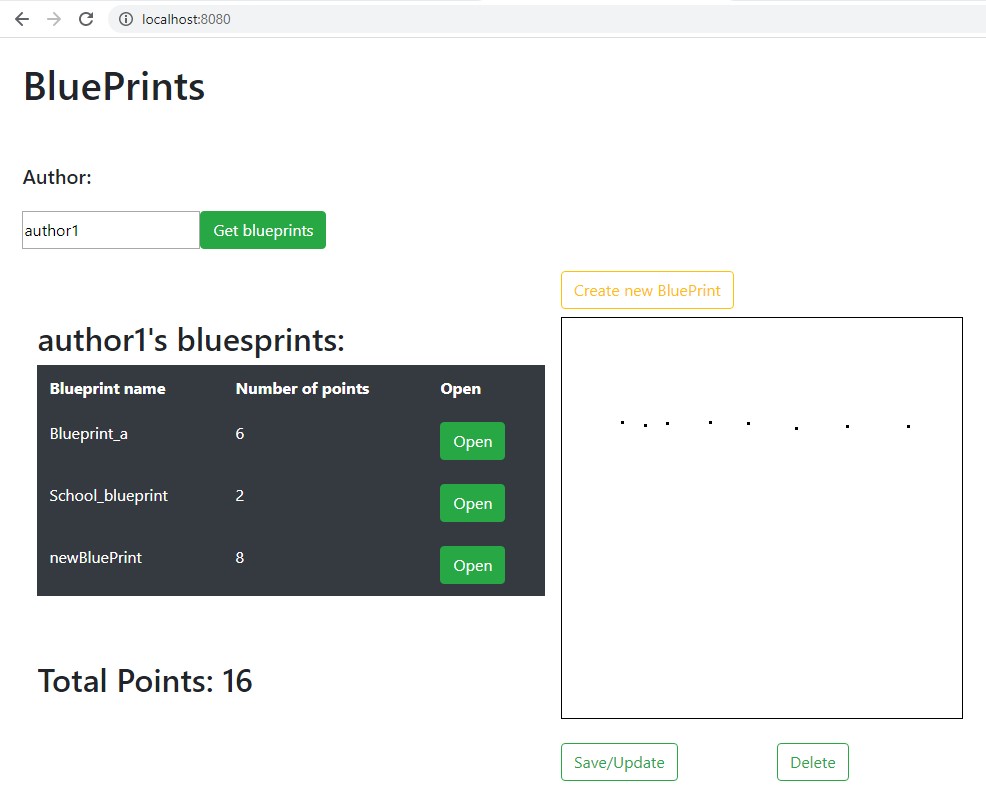 localhost:8080
BluePrints
Author:
author1 Get blueprints
Create new BluePrint
author1's bluesprints:
Blueprint name Number of points Open
Blueprint_a 6 Open
School_blueprint 2 Open
newBluePrint 8 Open
Total Points: 16
Save/Update Delete